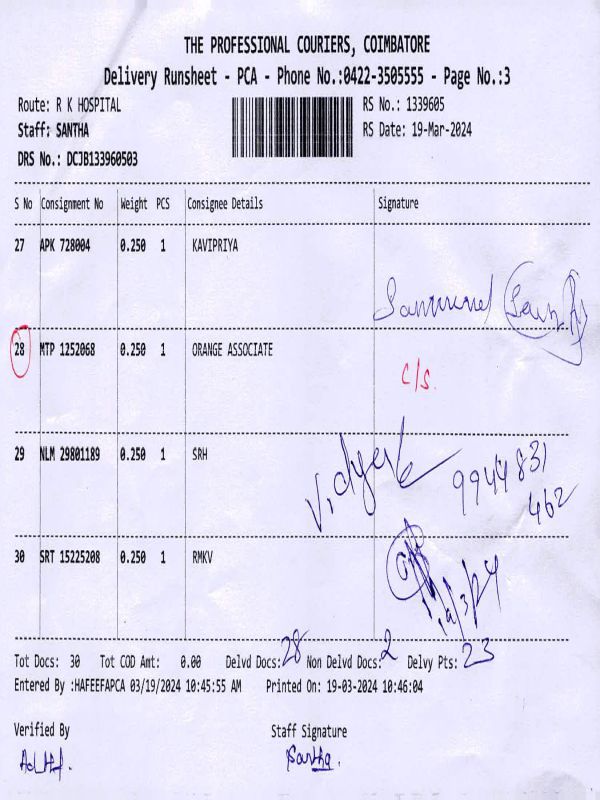 THE PROFESSIONAL COURIERS, COIMBATORE
Delivery Runsheet - PCA - Phone No.:0422-3505555 - Page No.:3
Route: R K HOSPITAL RS No.: 1339605
Staff: SANTHA RS Date: 19-Mar-2024
DRS No.: DCJB133960503
S No Consignment No Weight PCS Consignee Details Signature
27 APK 728004 0.250 1 KAVIPRIYA
28 MTP 1252068 0.250 1 ORANGE ASSOCIATE
c/s.
29 NLM 29801189 0.250 1 SRH
9944831
462
30 SRT 15225208 0.250 1 RMKV
Tot Docs: 30 Tot COD Amt: 0.00 Delvd Docs: 28 Non Delvd Docs: 2 Delvy Pts: 23
Entered By :HAFEEFAPCA 03/19/2024 10:45:55 AM Printed On: 19-03-2024 10:46:04
Verified By Staff Signature
Santha.